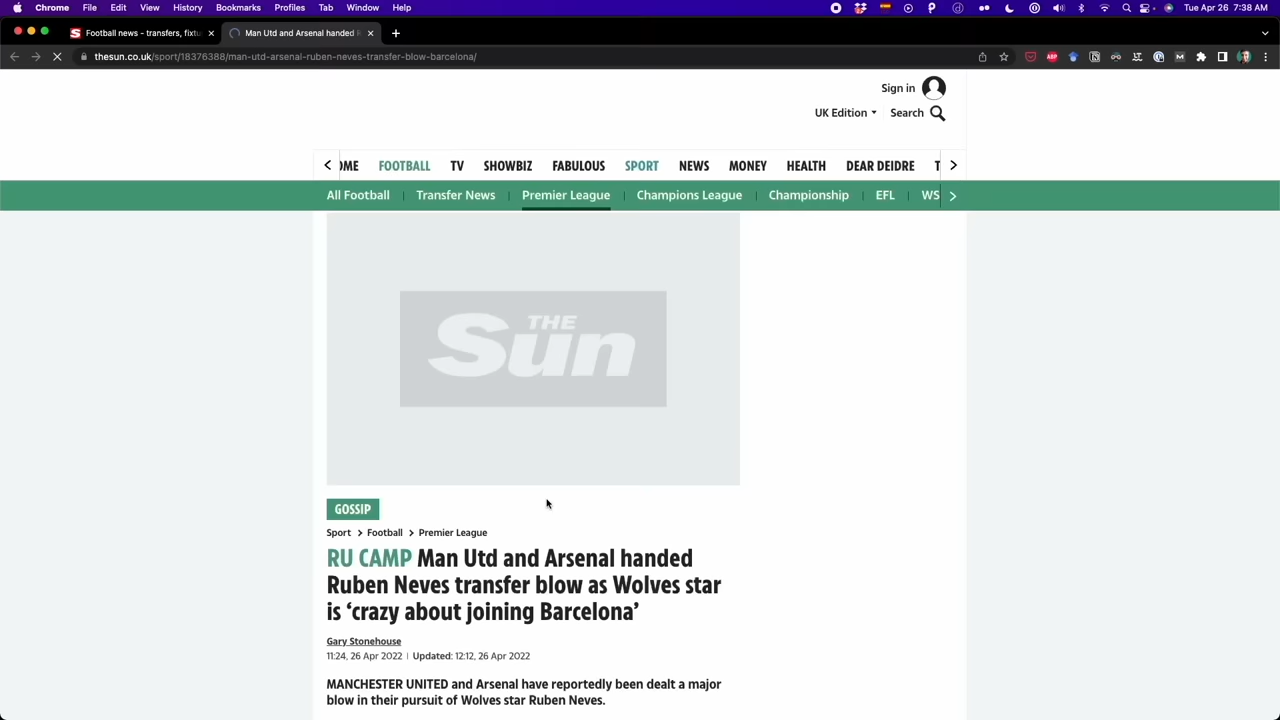 Chrome File Edit View History Bookmarks Profiles Tab Window Help Tue Apr 26 7:38 AM
Football news - transfers, fixtu Man Utd and Arsenal handed R
thesun.co.uk/sport/18376388/man-utd-arsenal-ruben-neves-transfer-blow-barcelona/
ABP
Sign in
UK Edition Search
OME FOOTBALL TV SHOWBIZ FABULOUS SPORT NEWS MONEY HEALTH DEAR DEIDRE T
All Football Transfer News Premier League Champions League Championship EFL WS
THE
Sun
GOSSIP
Sport > Football > Premier League
RU CAMP Man Utd and Arsenal handed
Ruben Neves transfer blow as Wolves star
is ‘crazy about joining Barcelona’
Gary Stonehouse
11:24, 26 Apr 2022 | Updated: 12:12, 26 Apr 2022
MANCHESTER UNITED and Arsenal have reportedly been dealt a major
blow in their pursuit of Wolves star Ruben Neves.